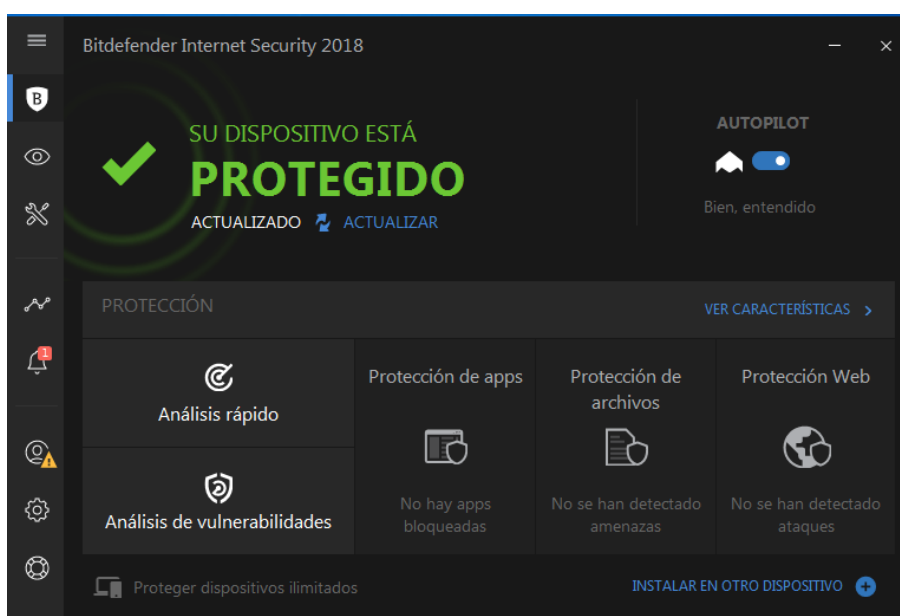 Bitdefender Internet Security 2018
B
SU DISPOSITIVO ESTÁ
PROTEGIDO
ACTUALIZADO ACTUALIZAR
AUTOPILOT
Bien, entendido
PROTECCIÓN
VER CARACTERÍSTICAS
1
Análisis rápido
Análisis de vulnerabilidades
Protección de apps
No hay apps
bloqueadas
Protección de
archivos
No se han detectado
amenazas
Protección Web
No se han detectado
ataques
Proteger dispositivos ilimitados
INSTALAR EN OTRO DISPOSITIVO